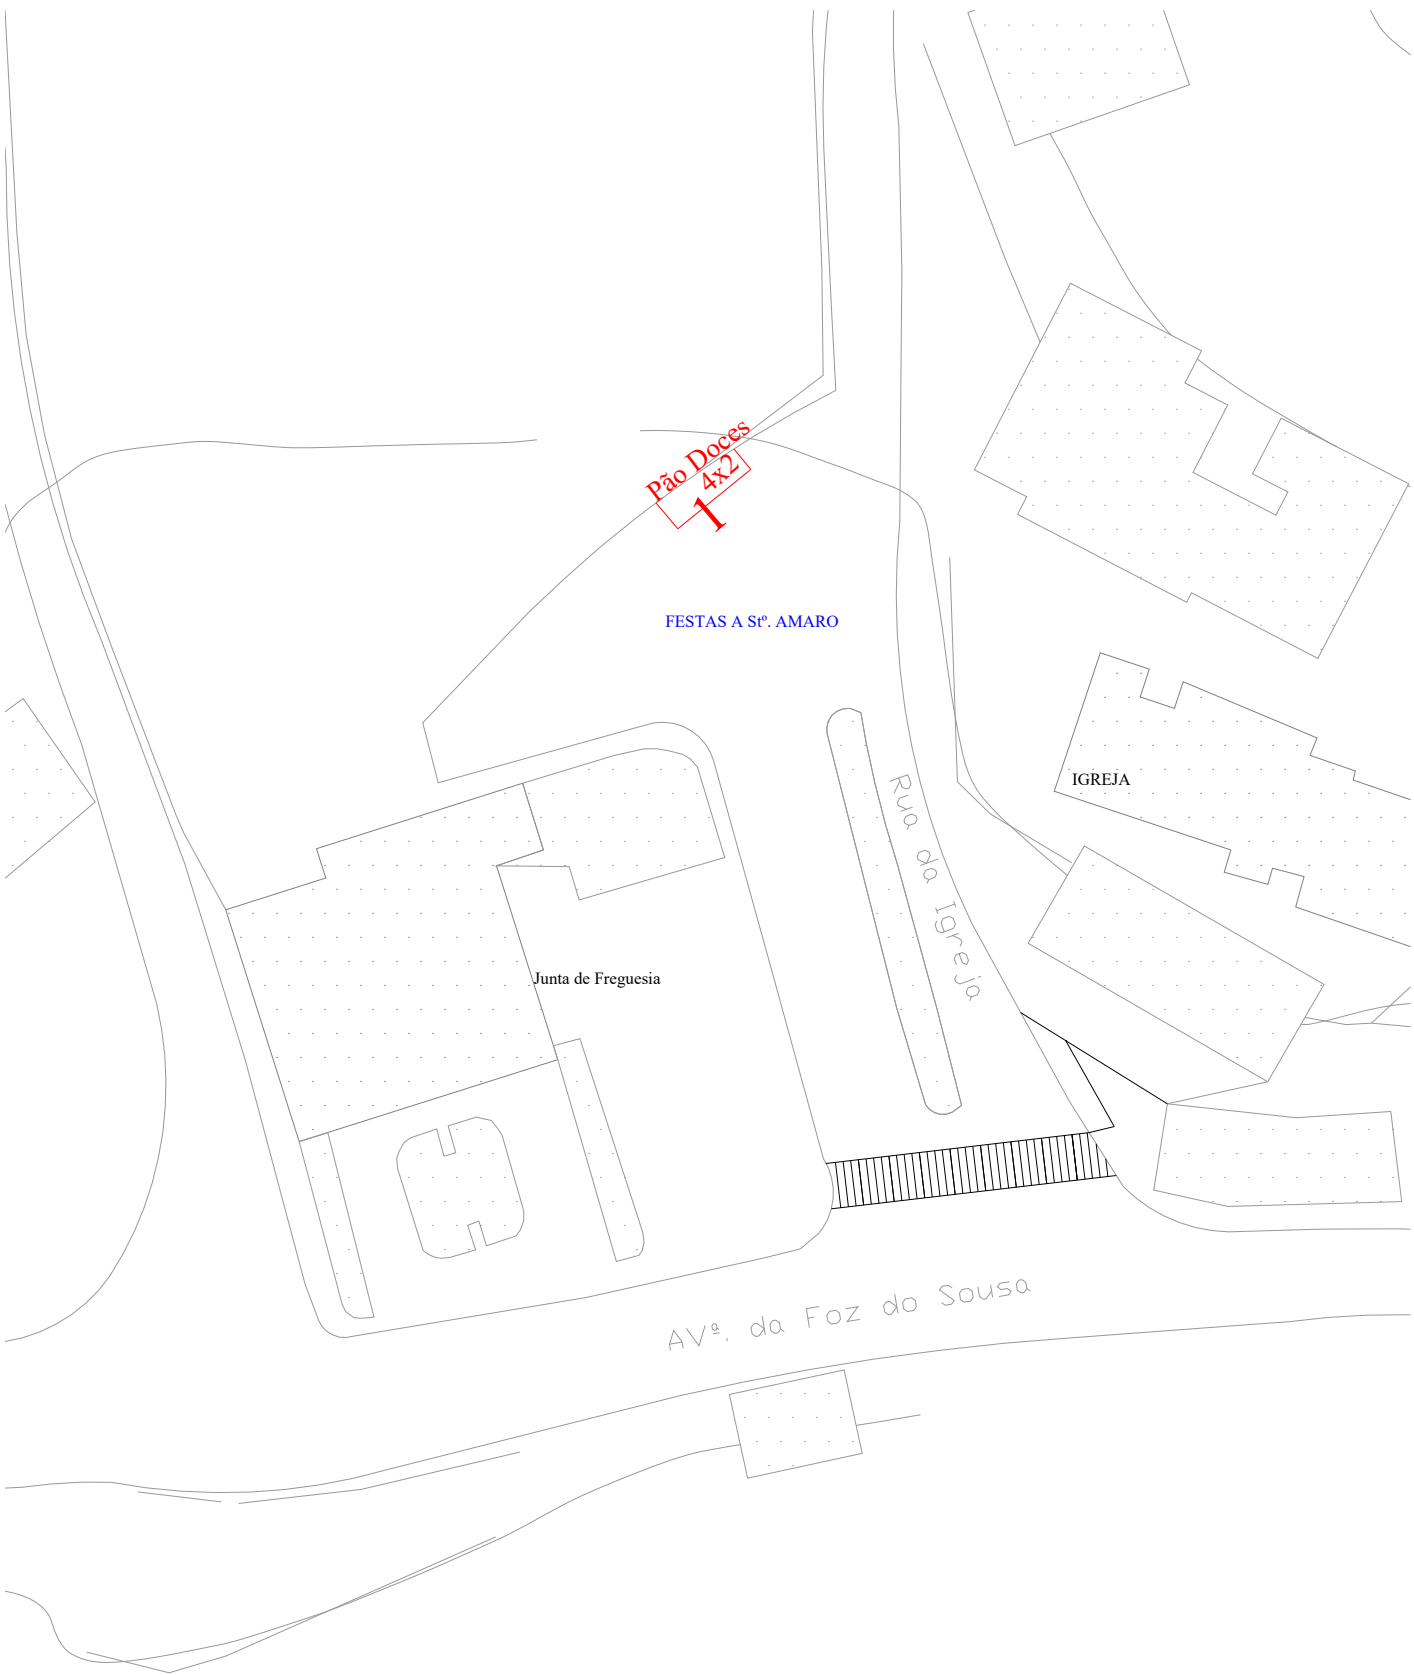 Pão Doces
4x2
1
FESTAS A Stº. AMARO
Rua da Igreja
IGREJA
Junta de Freguesia
AVª. da Foz do Sousa